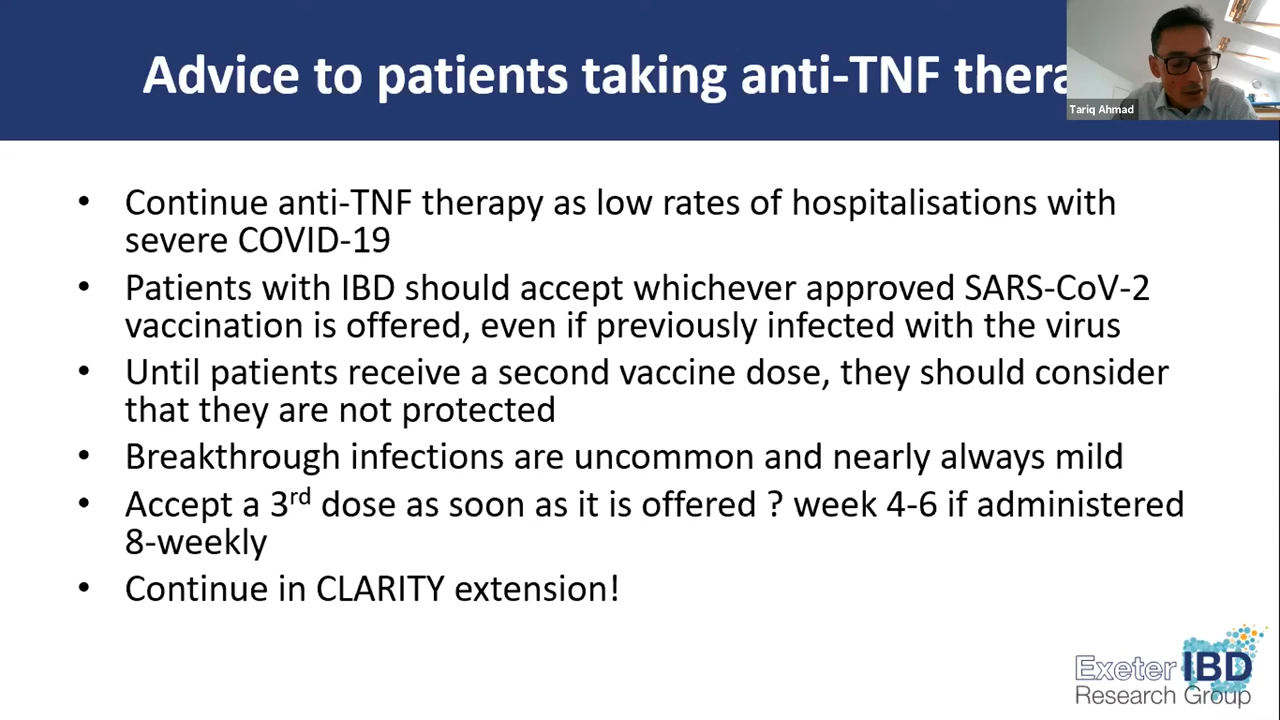 Advice to patients taking anti-TNF thera
Tariq Ahmad
• Continue anti-TNF therapy as low rates of hospitalisations with
severe COVID-19
• Patients with IBD should accept whichever approved SARS-CoV-2
vaccination is offered, even if previously infected with the virus
• Until patients receive a second vaccine dose, they should consider
that they are not protected
• Breakthrough infections are uncommon and nearly always mild
• Accept a 3rd dose as soon as it is offered ? week 4-6 if administered
8-weekly
• Continue in CLARITY extension!
Exeter IBD
Research Group